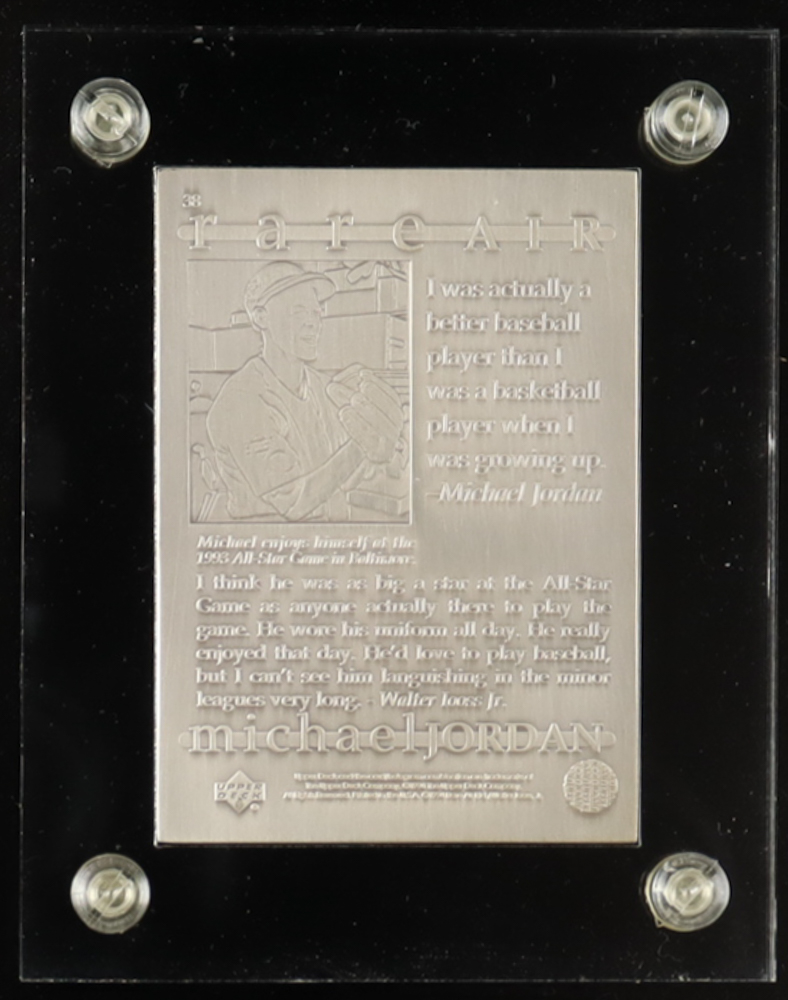 38
rare AIR
I was actually a
better baseball
player than I
was a basketball
player when I
was growing up.
-Michael Jordan
Michael enjoys himself at the
1993 All-Star Game in Baltimore.
I think he was as big a star at the All-Star
Game as anyone actually there to play the
game. He wore his uniform all day. He really
enjoyed that day. He'd love to play baseball,
but I can't see him languishing in the minor
leagues very long. - Walter Iooss Jr.
michaelJORDAN
UPPER
DECK